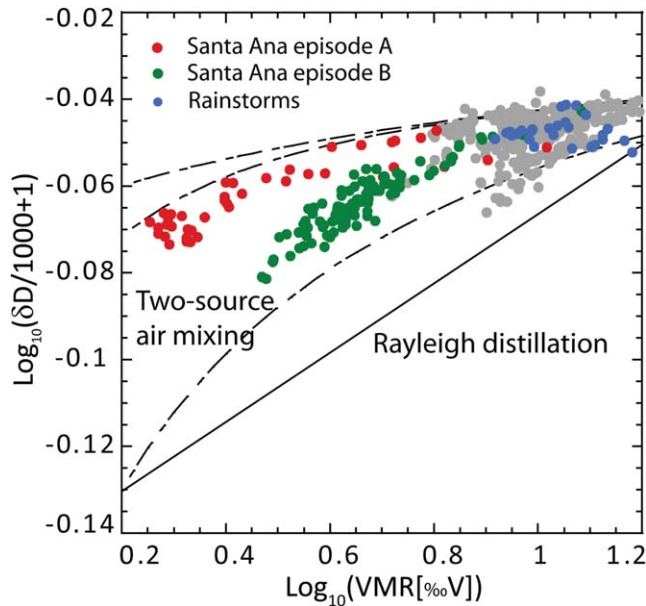 -0.02
Santa Ana episode A
Santa Ana episode B
Rainstorms
-0.04
-0.06
-0.08
-0.1
-0.12
-0.14
Log10(δD/1000+1)
Two-source
air mixing
Rayleigh distillation
0.2 0.4 0.6 0.8 1 1.2
Log10(VMR[‰V])